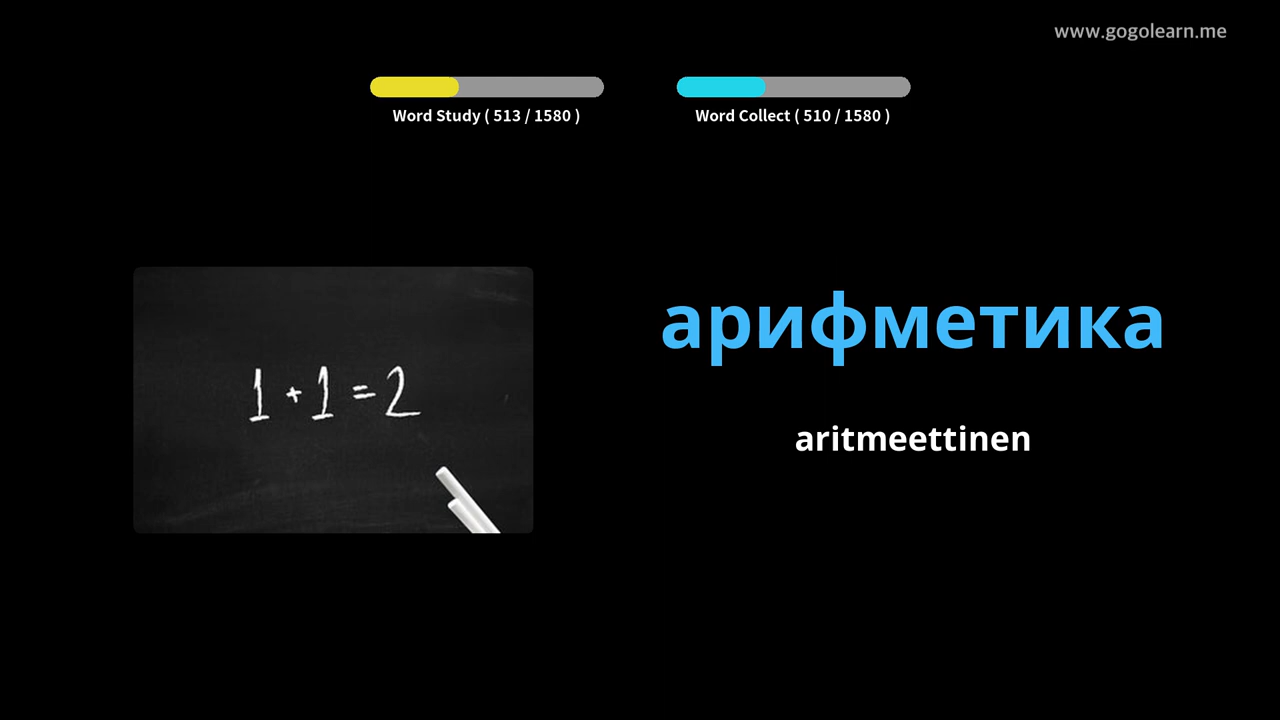 www.gogolearn.me
Word Study ( 513 / 1580 )
Word Collect ( 510 / 1580 )
1 + 1 = 2
арифметика
aritmeettinen